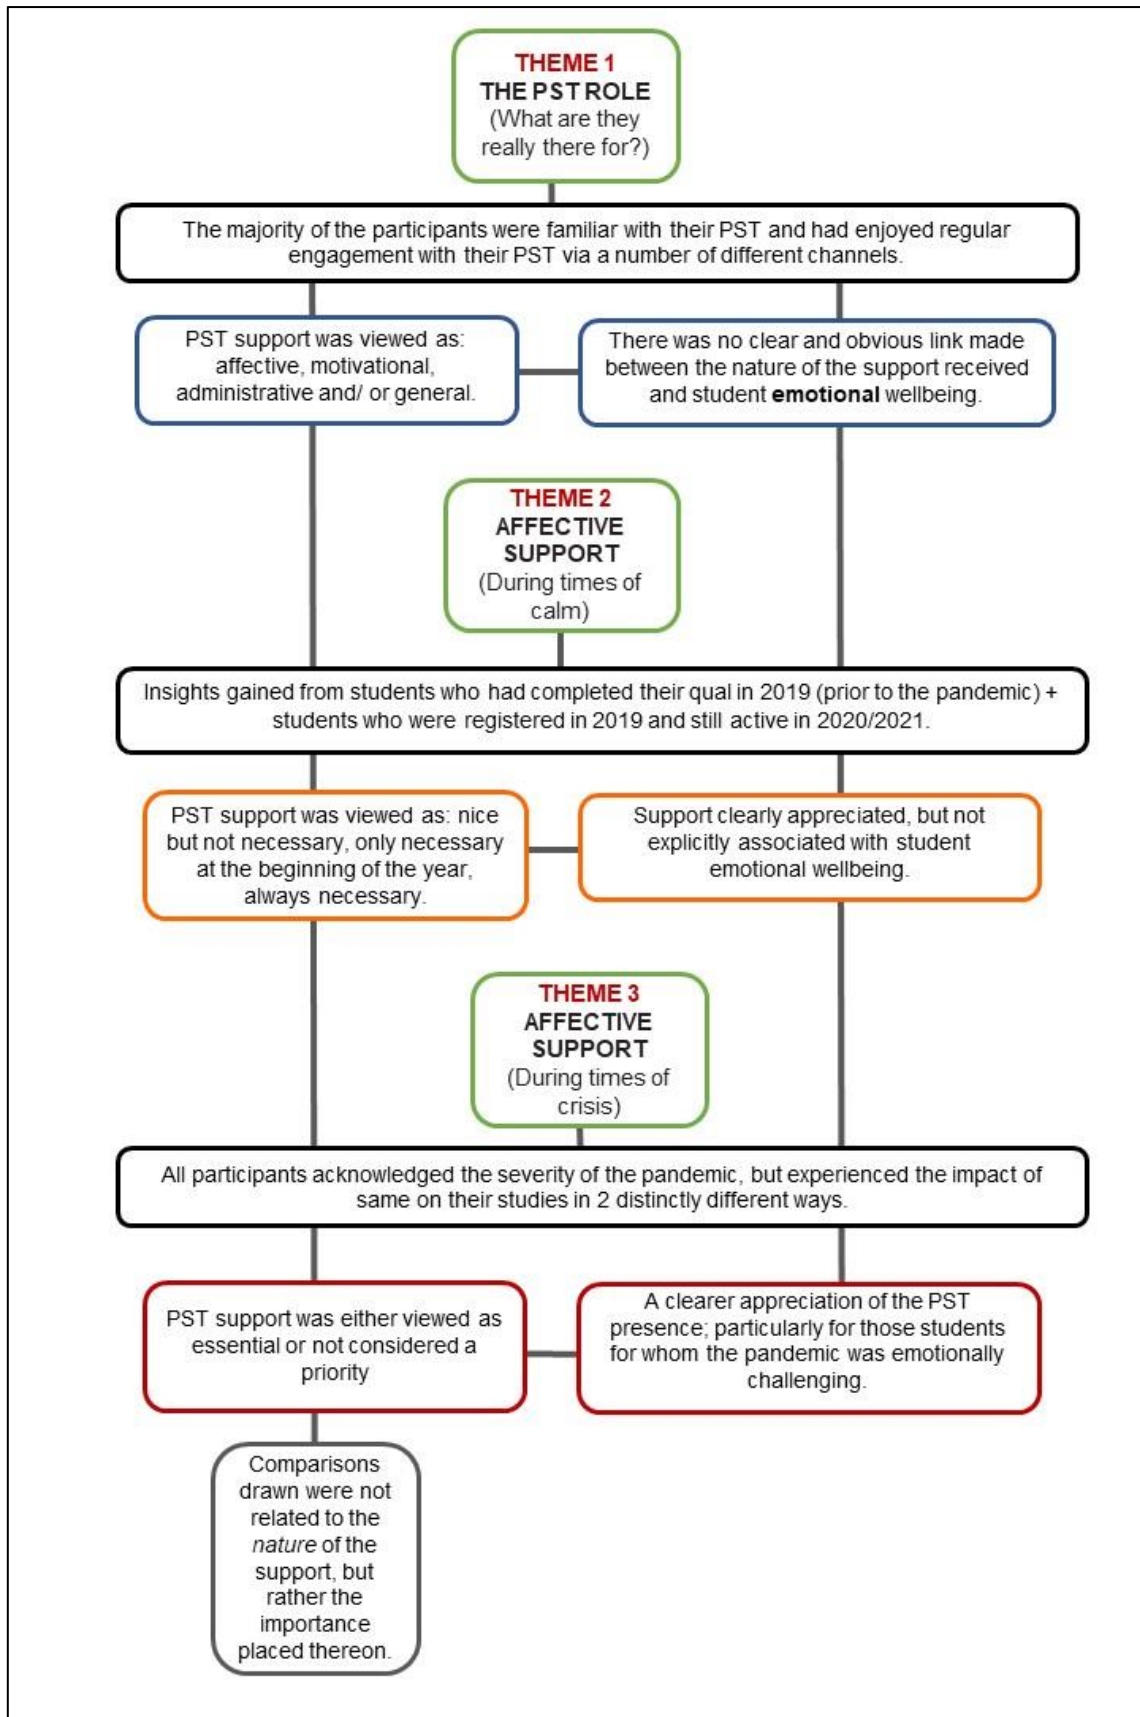 THEME 1
THE PST ROLE
(What are they
really there for?)
The majority of the participants were familiar with their PST and had enjoyed regular
engagement with their PST via a number of different channels.
PST support was viewed as:
affective, motivational,
administrative and/ or general.
There was no clear and obvious link made
between the nature of the support received
and student emotional wellbeing.
THEME 2
AFFECTIVE
SUPPORT
(During times of
calm)
Insights gained from students who had completed their qual in 2019 (prior to the pandemic) +
students who were registered in 2019 and still active in 2020/2021.
PST support was viewed as: nice
but not necessary, only necessary
at the beginning of the year,
always necessary.
Support clearly appreciated, but not
explicitly associated with student
emotional wellbeing.
THEME 3
AFFECTIVE
SUPPORT
(During times of
crisis)
All participants acknowledged the severity of the pandemic, but experienced the impact of
same on their studies in 2 distinctly different ways.
PST support was either viewed as
essential or not considered a
priority
A clearer appreciation of the PST
presence; particularly for those students
for whom the pandemic was emotionally
challenging.
Comparisons
drawn were not
related to the
nature of the
support, but
rather the
importance
placed thereon.